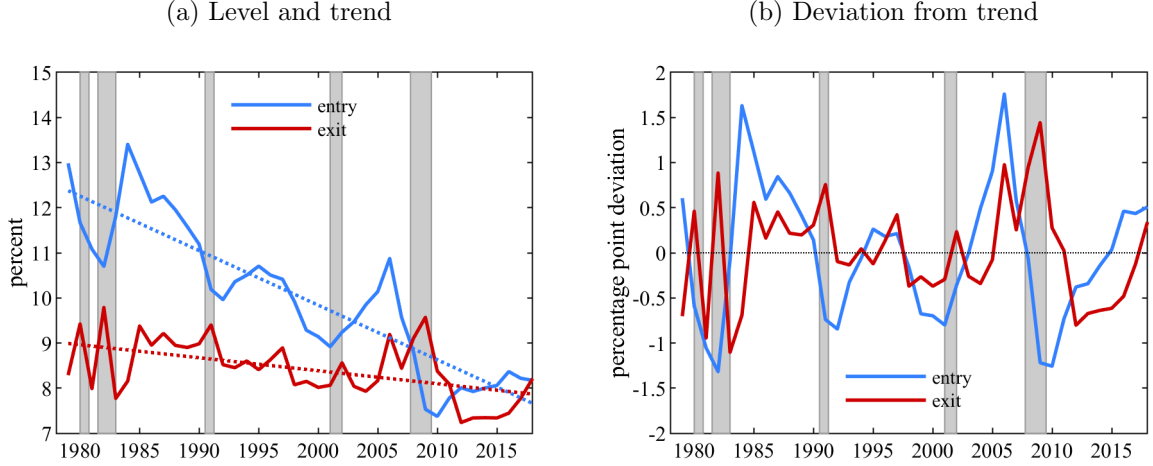 (a) Level and trend
15
14
13
12
11
10
9
8
7
percent
entry
exit
1980 1985 1990 1995 2000 2005 2010 2015
(b) Deviation from trend
2
1.5
1
0.5
0
-0.5
-1
-1.5
-2
percentage point deviation
entry
exit
1980 1985 1990 1995 2000 2005 2010 2015